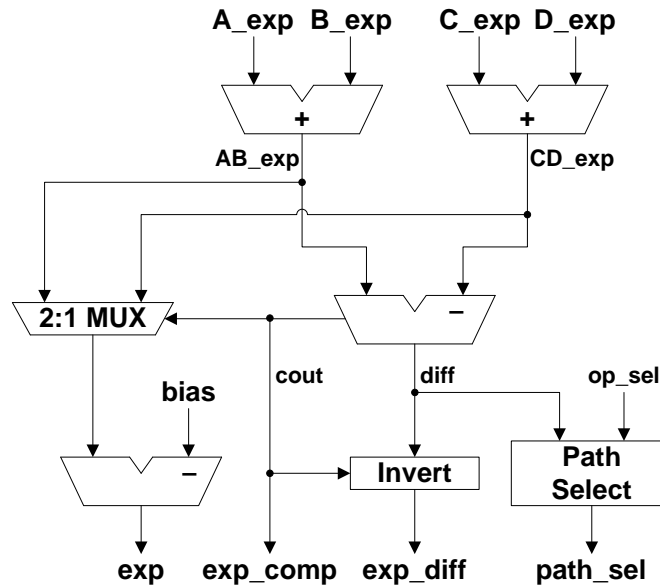 A_exp B_exp C_exp D_exp
+ +
AB_exp CD_exp
2:1 MUX −
cout diff op_sel
bias
− Invert Path
Select
exp exp_comp exp_diff path_sel